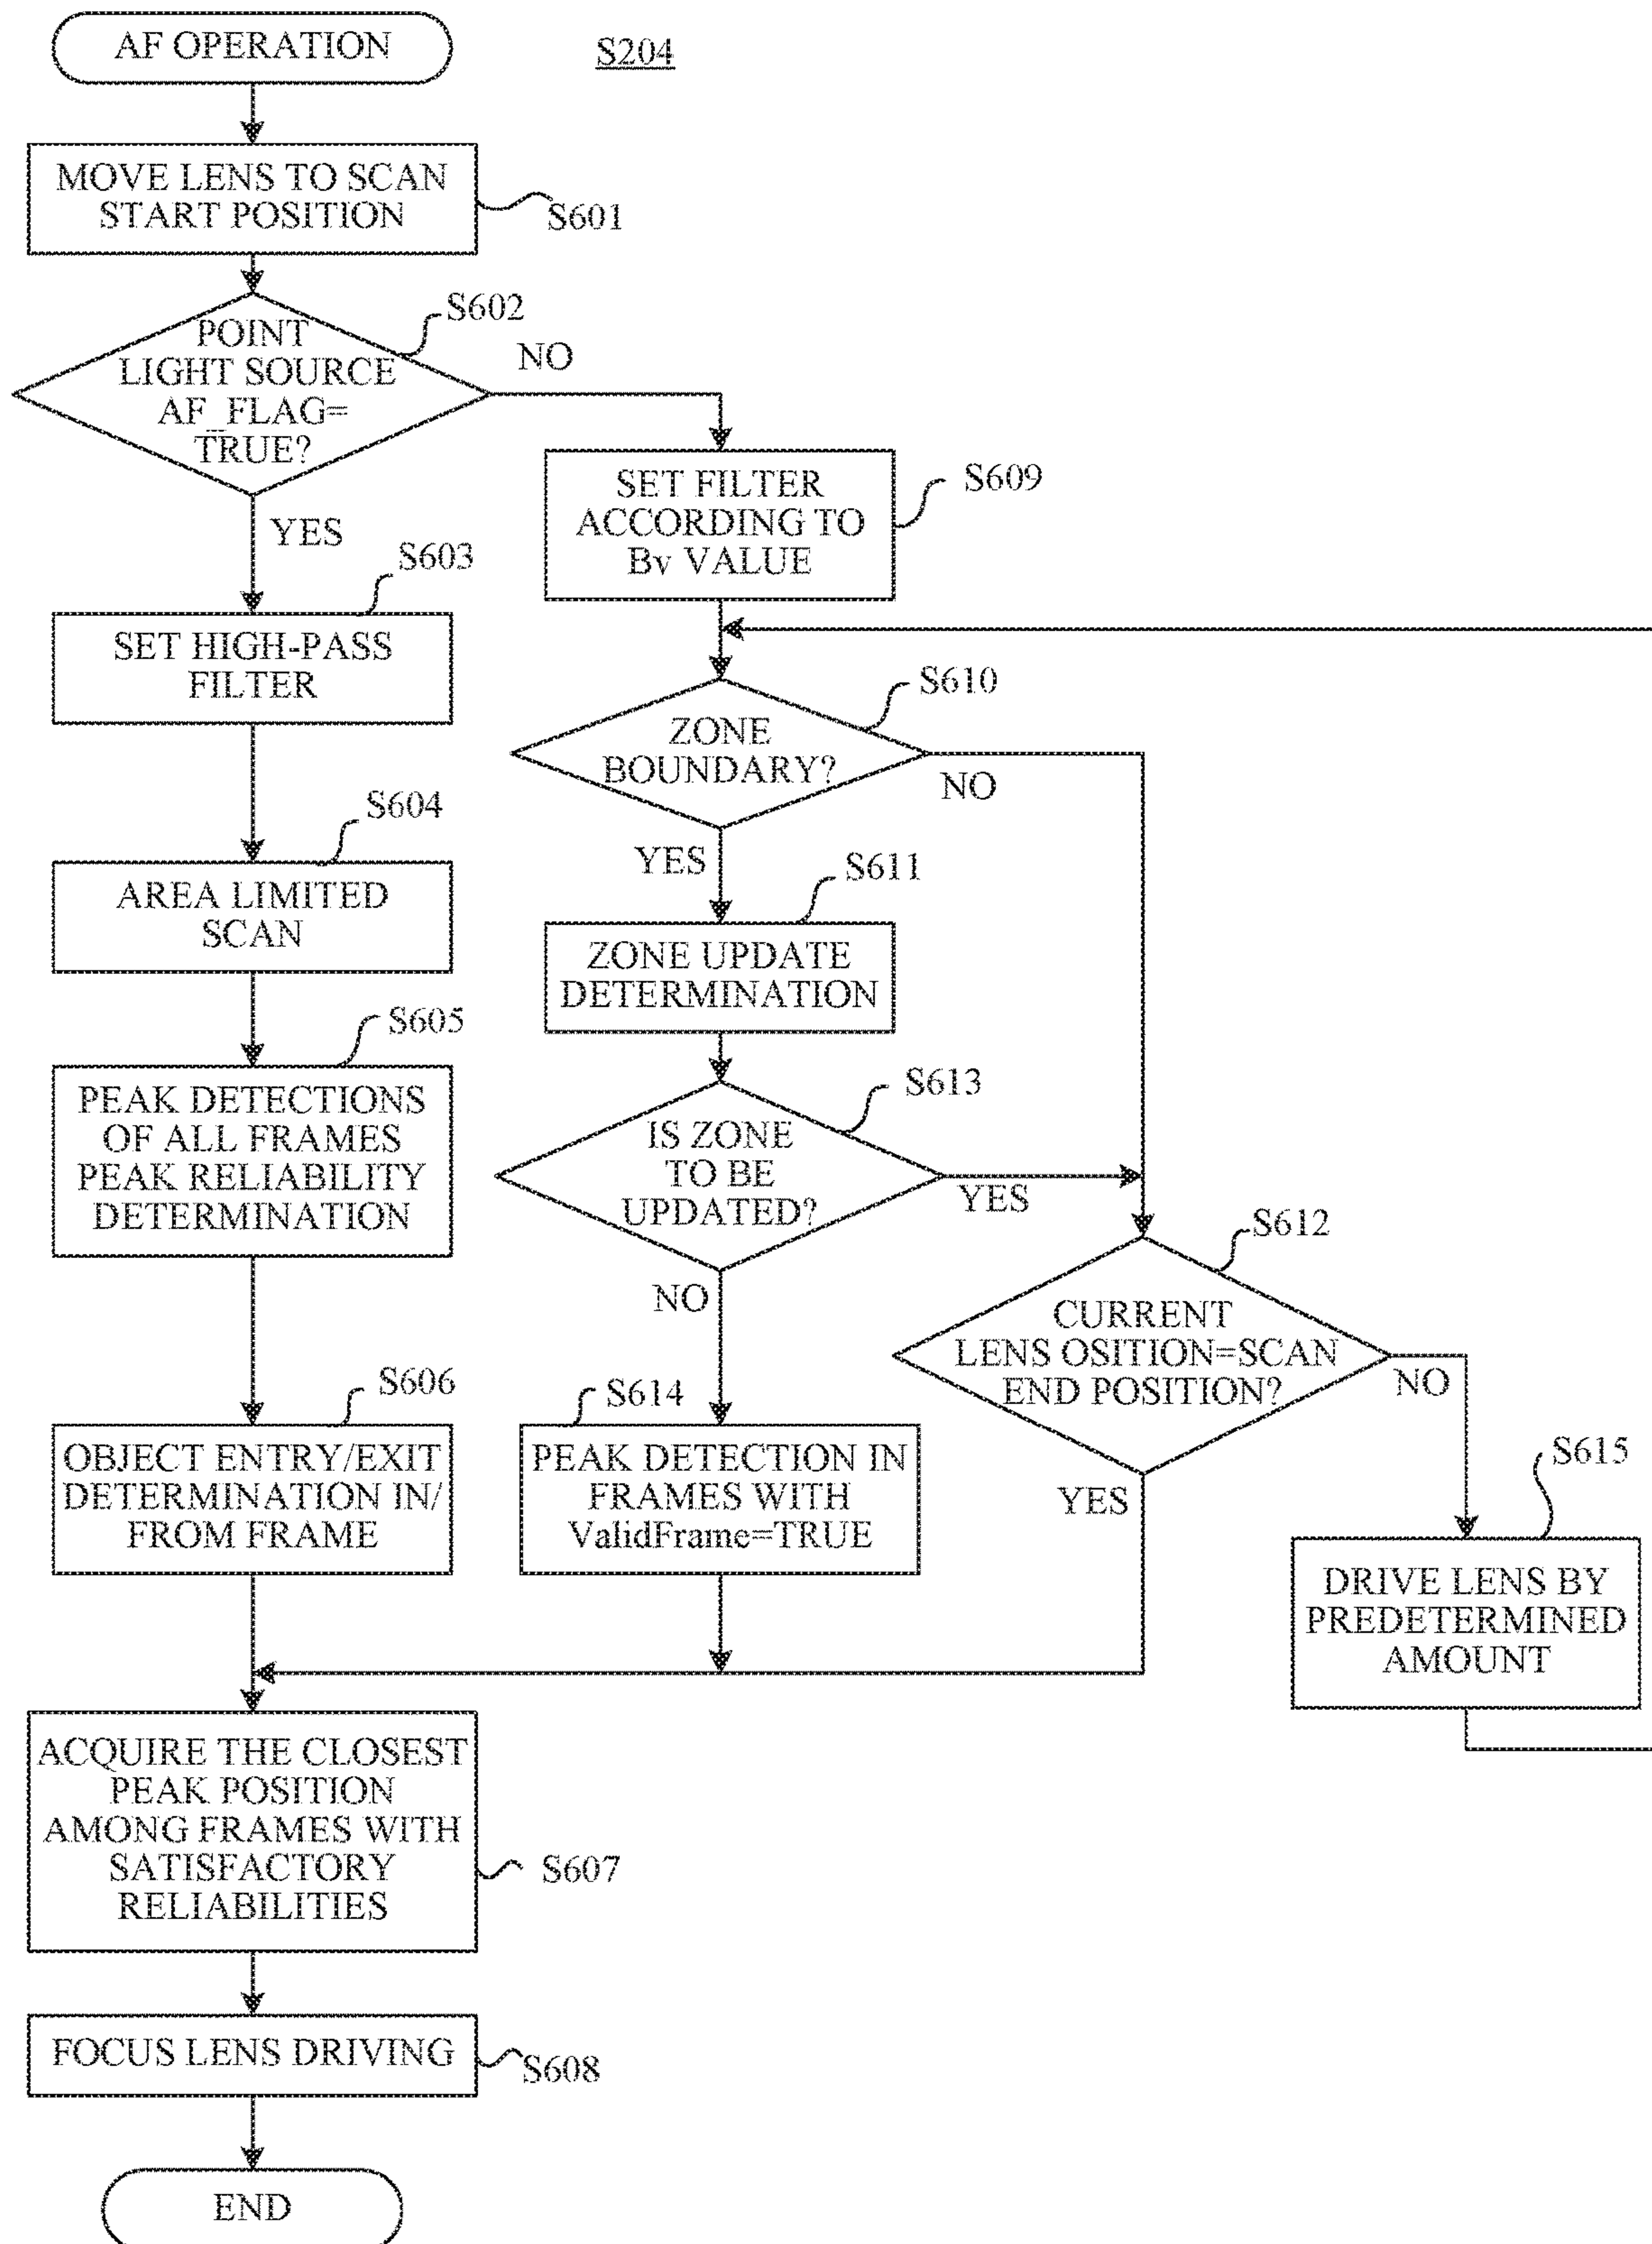 AF OPERATION
S204
MOVE LENS TO SCAN
START POSITION
S601
POINT
LIGHT SOURCE
AF_FLAG=
TRUE?
S602
NO
YES
S603
SET HIGH-PASS
FILTER
S604
AREA LIMITED
SCAN
S605
PEAK DETECTIONS
OF ALL FRAMES
PEAK RELIABILITY
DETERMINATION
S606
OBJECT ENTRY/EXIT
DETERMINATION IN/
FROM FRAME
SET FILTER
ACCORDING TO
Bv VALUE
S609
S610
ZONE
BOUNDARY?
NO
YES
S611
ZONE UPDATE
DETERMINATION
S613
IS ZONE
TO BE
UPDATED?
YES
NO
S614
PEAK DETECTION IN
FRAMES WITH
ValidFrame=TRUE
S612
CURRENT
LENS OSITION=SCAN
END POSITION?
NO
YES
S615
DRIVE LENS BY
PREDETERMINED
AMOUNT
ACQUIRE THE CLOSEST
PEAK POSITION
AMONG FRAMES WITH
SATISFACTORY
RELIABILITIES
S607
FOCUS LENS DRIVING
S608
END